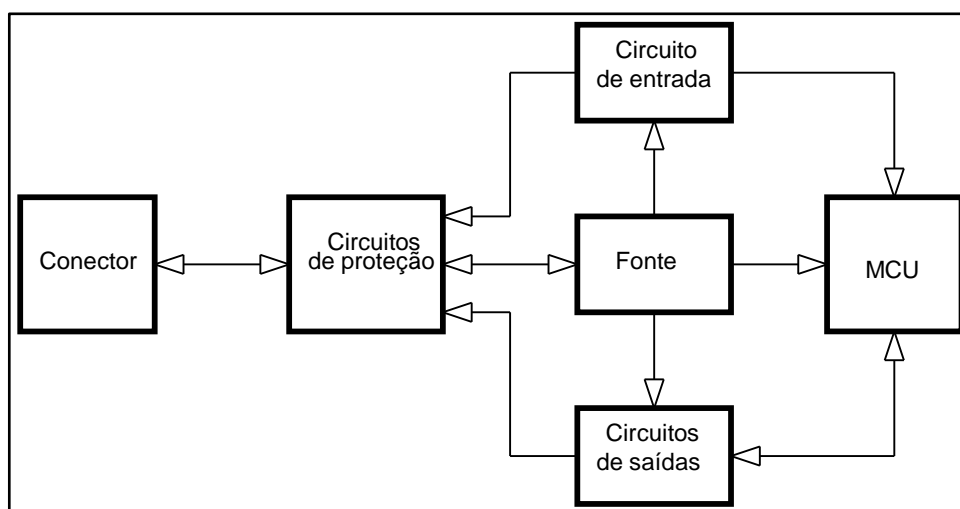 Circuito
de entrada
Conector
Circuitos
de proteção
Fonte
MCU
Circuitos
de saídas